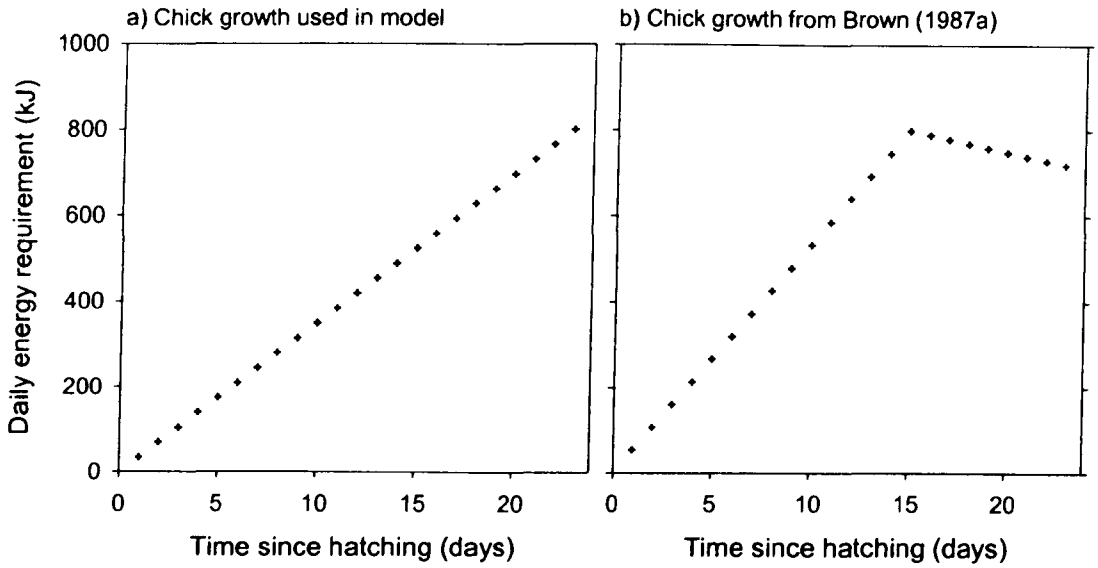 a) Chick growth used in model
b) Chick growth from Brown (1987a)
Daily energy requirement (kJ)
1000
800
600
400
200
0
0 5 10 15 20
0 5 10 15 20
Time since hatching (days)
Time since hatching (days)